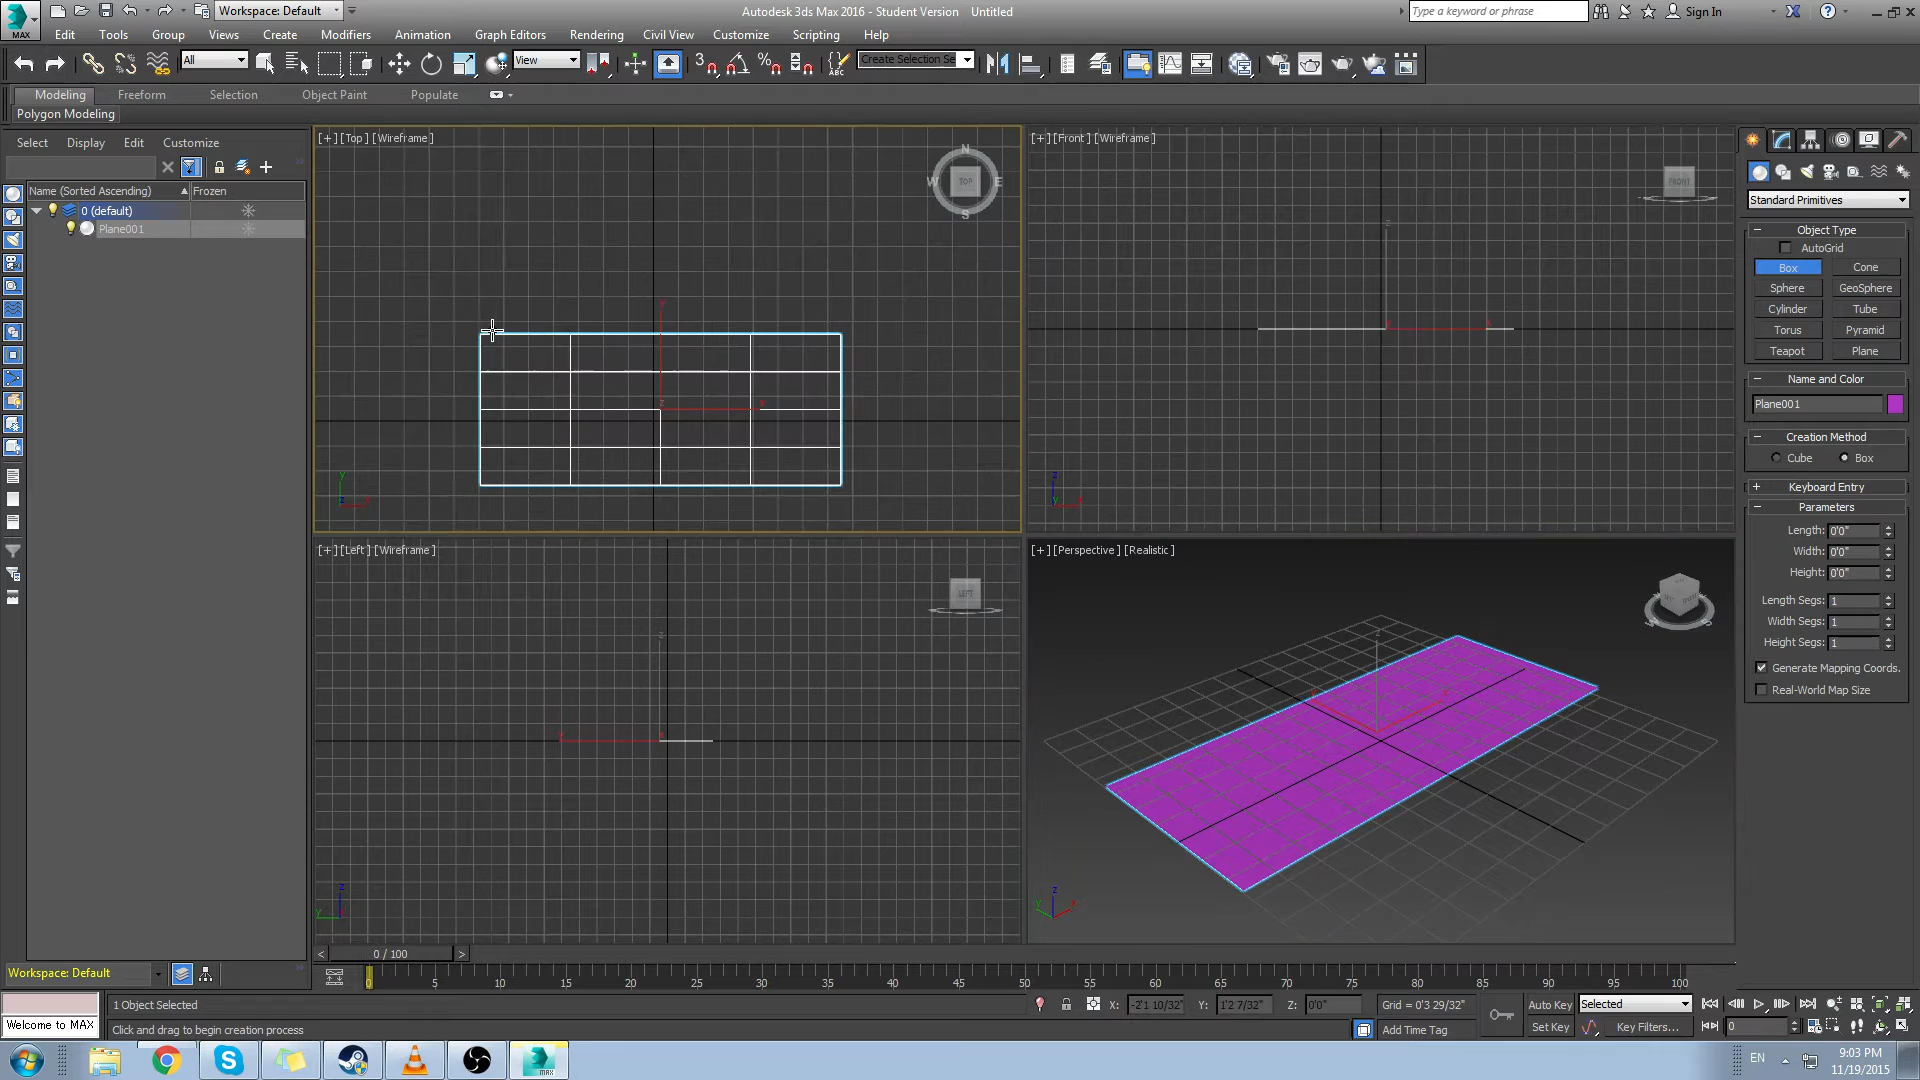 Workspace: Default
Autodesk 3ds Max 2016 - Student Version    Untitled
Type a keyword or phrase
Sign In
MAX
Edit Tools Group Views Create Modifiers Animation Graph Editors Rendering Civil View Customize Scripting Help
All
View
3
Create Selection Se
Modeling Freeform Selection Object Paint Populate
Polygon Modeling
Select Display Edit Customize
Name (Sorted Ascending) Frozen
0 (default)
Plane001
[+] [Top] [Wireframe]
N
W TOP E
S
[+] [Front] [Wireframe]
FRONT
[+] [Left] [Wireframe]
LEFT
[+] [Perspective] [Realistic]
Standard Primitives
Object Type
AutoGrid
Box Cone
Sphere GeoSphere
Cylinder Tube
Torus Pyramid
Teapot Plane
Name and Color
Plane001
Creation Method
Cube Box
Keyboard Entry
Parameters
Length: 0'0"
Width: 0'0"
Height: 0'0"
Length Segs: 1
Width Segs: 1
Height Segs: 1
Generate Mapping Coords.
Real-World Map Size
< 0 / 100 >
Workspace: Default
0 5 10 15 20 25 30 35 40 45 50 55 60 65 70 75 80 85 90 95 100
1 Object Selected
X: -2'1 10/32" Y: 1'2 7/32" Z: 0'0" Grid = 0'3 29/32"
Auto Key Selected
Welcome to MAX
Click and drag to begin creation process
Add Time Tag
Set Key Key Filters... 0
EN
9:03 PM
11/19/2015